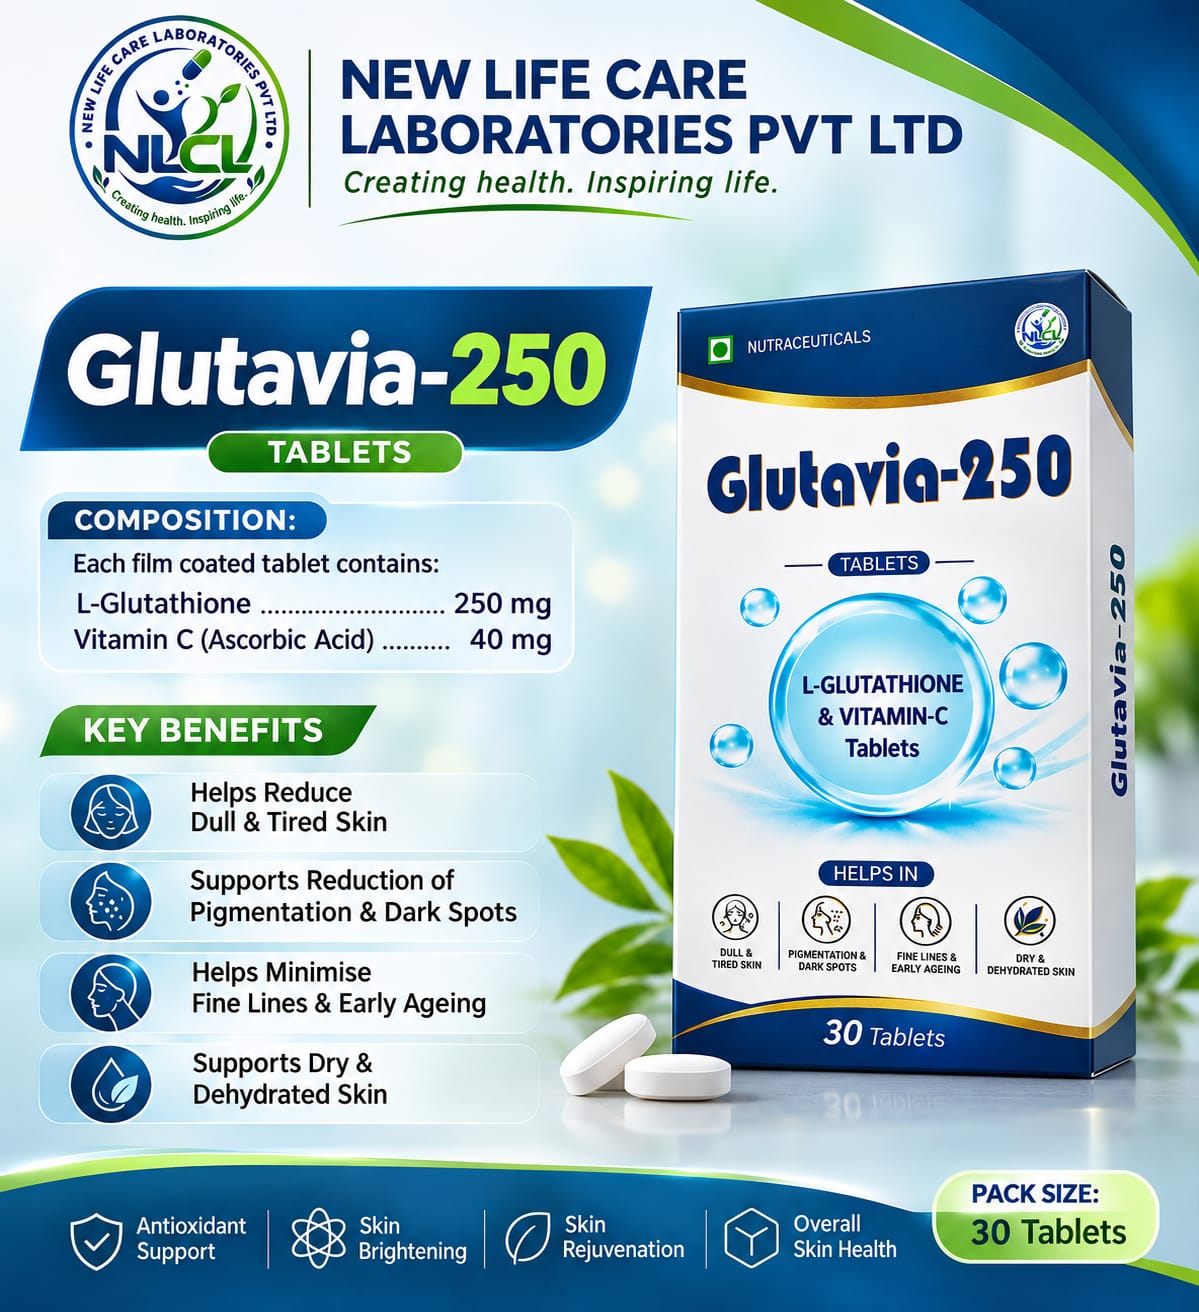 NEW LIFE CARE LABORATORIES PVT LTD
NLCL
Creating health. Inspiring life.
NEW LIFE CARE
LABORATORIES PVT LTD
Creating health. Inspiring life.
Glutavia-250
TABLETS
COMPOSITION:
Each film coated tablet contains:
L-Glutathione .......................... 250 mg
Vitamin C (Ascorbic Acid) .......... 40 mg
KEY BENEFITS
Helps Reduce
Dull & Tired Skin
Supports Reduction of
Pigmentation & Dark Spots
Helps Minimise
Fine Lines & Early Ageing
Supports Dry &
Dehydrated Skin
NUTRACEUTICALS
NLCL
Glutavia-250
TABLETS
L-GLUTATHIONE
& VITAMIN-C
Tablets
HELPS IN
DULL &
TIRED SKIN
PIGMENTATION &
DARK SPOTS
FINE LINES &
EARLY AGEING
DRY &
DEHYDRATED SKIN
30 Tablets
Glutavia-250
Antioxidant
Support
Skin
Brightening
Skin
Rejuvenation
Overall
Skin Health
PACK SIZE:
30 Tablets